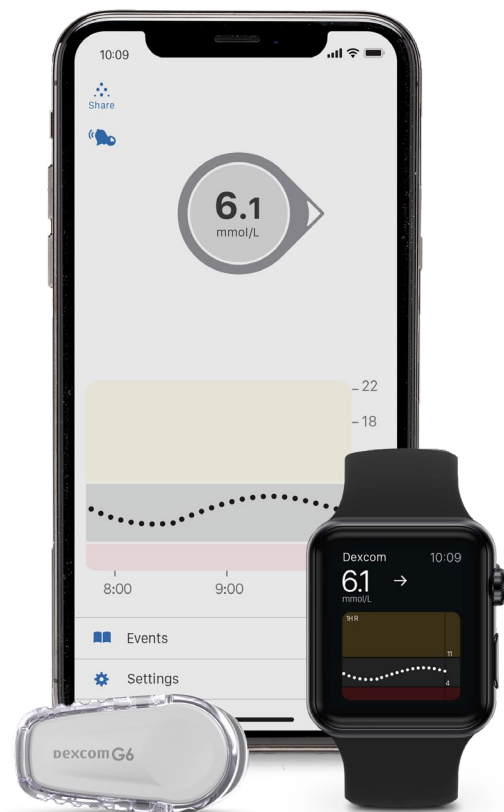 10:09
Share
6.1
mmol/L
22
18
8:00
9:00
Events
Settings
Dexcom 10:09
6.1
mmol/L
1HR
11
4
Dexcom G6